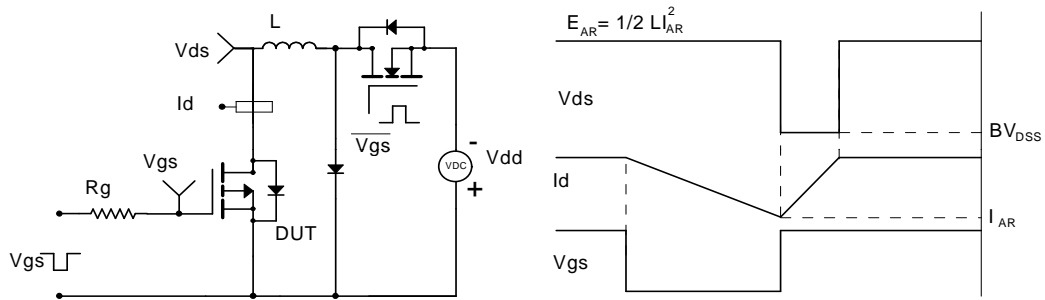 L
E_AR= 1/2 LI_AR^2
Vds
Id
Vgs
Vgs
Rg
DUT
Vgs
-
VDC
+
Vdd
Vds
BV_DSS
Id
I_AR
Vgs